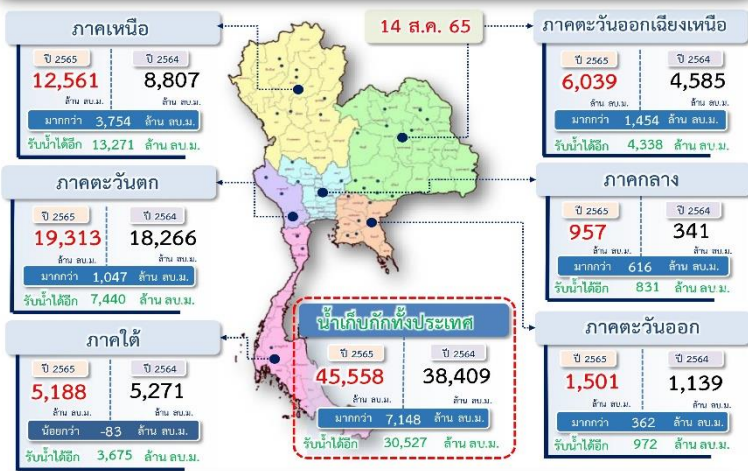 ภาคเหนือ
ปี 2565 ปี 2564
12,561 8,807
ล้าน ลบ.ม. ล้าน ลบ.ม.
มากกว่า 3,754 ล้าน ลบ.ม.
รับน้ำได้อีก 13,271 ล้าน ลบ.ม.
14 ส.ค. 65
ภาคตะวันออกเฉียงเหนือ
ปี 2565 ปี 2564
6,039 4,585
ล้าน ลบ.ม. ล้าน ลบ.ม.
มากกว่า 1,454 ล้าน ลบ.ม.
รับน้ำได้อีก 4,338 ล้าน ลบ.ม.
ภาคตะวันตก
ปี 2565 ปี 2564
19,313 18,266
ล้าน ลบ.ม. ล้าน ลบ.ม.
มากกว่า 1,047 ล้าน ลบ.ม.
รับน้ำได้อีก 7,440 ล้าน ลบ.ม.
ภาคกลาง
ปี 2565 ปี 2564
957 341
ล้าน ลบ.ม. ล้าน ลบ.ม.
มากกว่า 616 ล้าน ลบ.ม.
รับน้ำได้อีก 831 ล้าน ลบ.ม.
ภาคใต้
ปี 2565 ปี 2564
5,188 5,271
ล้าน ลบ.ม. ล้าน ลบ.ม.
น้อยกว่า -83 ล้าน ลบ.ม.
รับน้ำได้อีก 3,675 ล้าน ลบ.ม.
น้ำเก็บกักทั้งประเทศ
ปี 2565 ปี 2564
45,558 38,409
ล้าน ลบ.ม. ล้าน ลบ.ม.
มากกว่า 7,148 ล้าน ลบ.ม.
รับน้ำได้อีก 30,527 ล้าน ลบ.ม.
ภาคตะวันออก
ปี 2565 ปี 2564
1,501 1,139
ล้าน ลบ.ม. ล้าน ลบ.ม.
มากกว่า 362 ล้าน ลบ.ม.
รับน้ำได้อีก 972 ล้าน ลบ.ม.